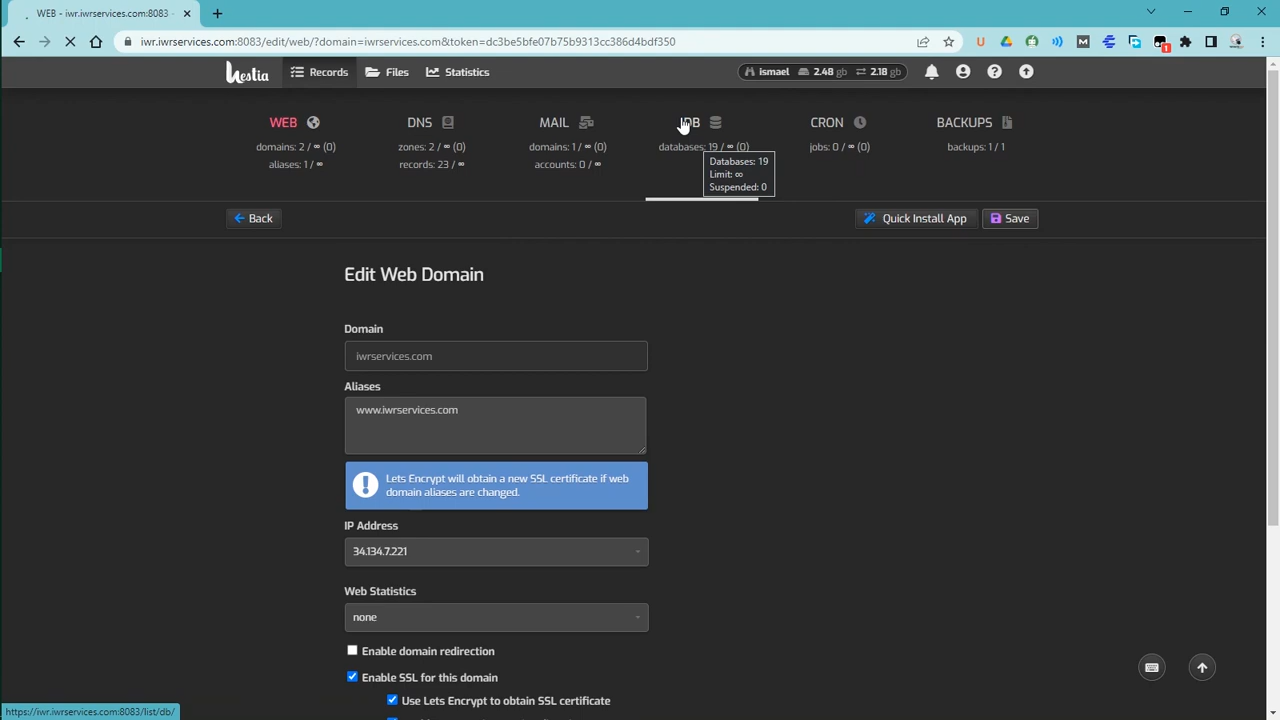 WEB - iwr.iwrservices.com:8083 -
iwr.iwrservices.com:8083/edit/web/?domain=iwrservices.com&token=dc3be5bfe07b75b9313cc386d4bdf350
1
hestia Records Files Statistics ismael 2.48 gb 2.18 gb
WEB DNS MAIL DB CRON BACKUPS
domains: 2 / ∞ (0) zones: 2 / ∞ (0) domains: 1 / ∞ (0) databases: 19 / ∞ (0) jobs: 0 / ∞ (0) backups: 1 / 1
aliases: 1 / ∞ records: 23 / ∞ accounts: 0 / ∞
Databases: 19
Limit: ∞
Suspended: 0
Back Quick Install App Save
Edit Web Domain
Domain
iwrservices.com
Aliases
www.iwrservices.com
Lets Encrypt will obtain a new SSL certificate if web
domain aliases are changed.
IP Address
34.134.7.221
Web Statistics
none
Enable domain redirection
Enable SSL for this domain
Use Lets Encrypt to obtain SSL certificate
https://iwr.iwrservices.com:8083/list/db/